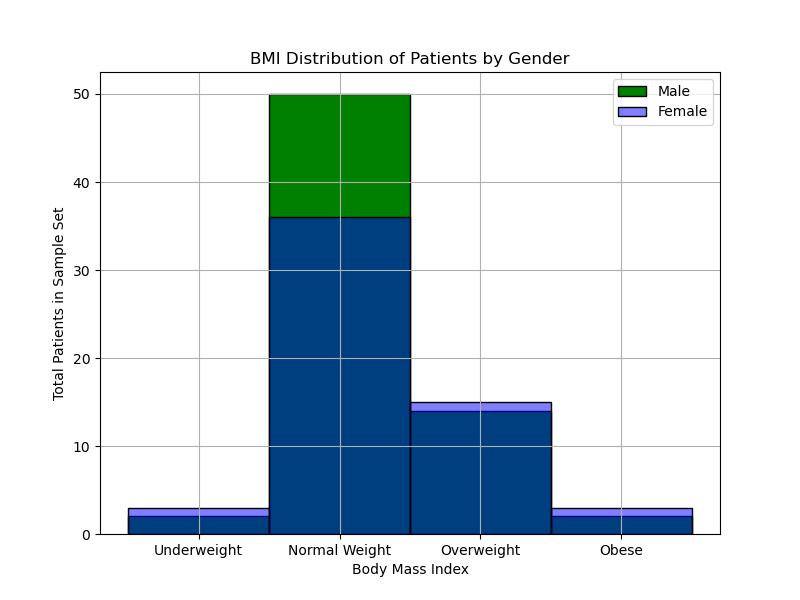 BMI Distribution of Patients by Gender
Male
Female
50
40
30
20
10
0
Total Patients in Sample Set
Underweight
Normal Weight
Overweight
Obese
Body Mass Index